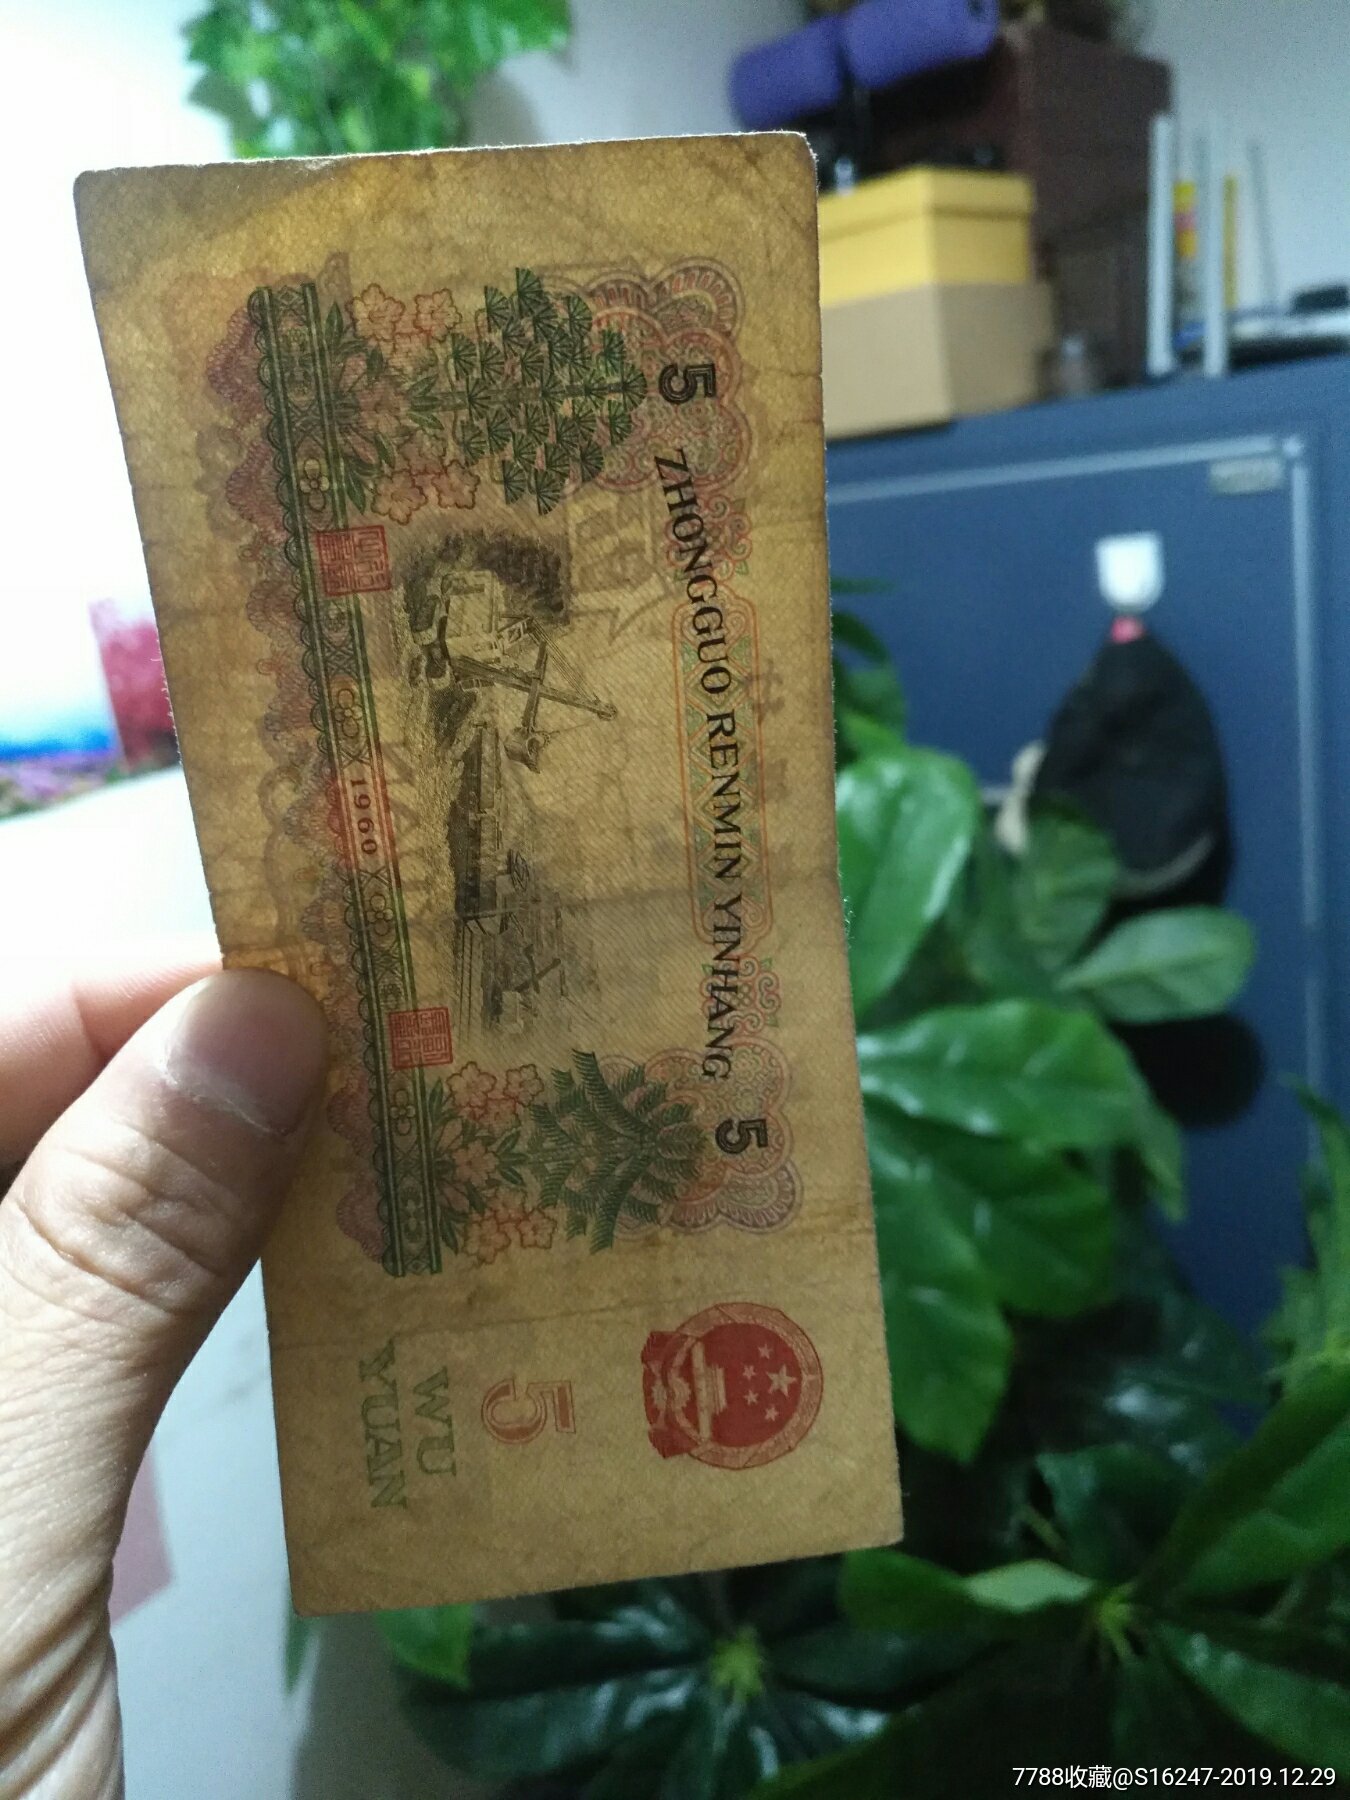 ZHONGGUO RENMIN YINHANG
5
5
1960
5
WU
YUAN
7788收藏@S16247-2019.12.29